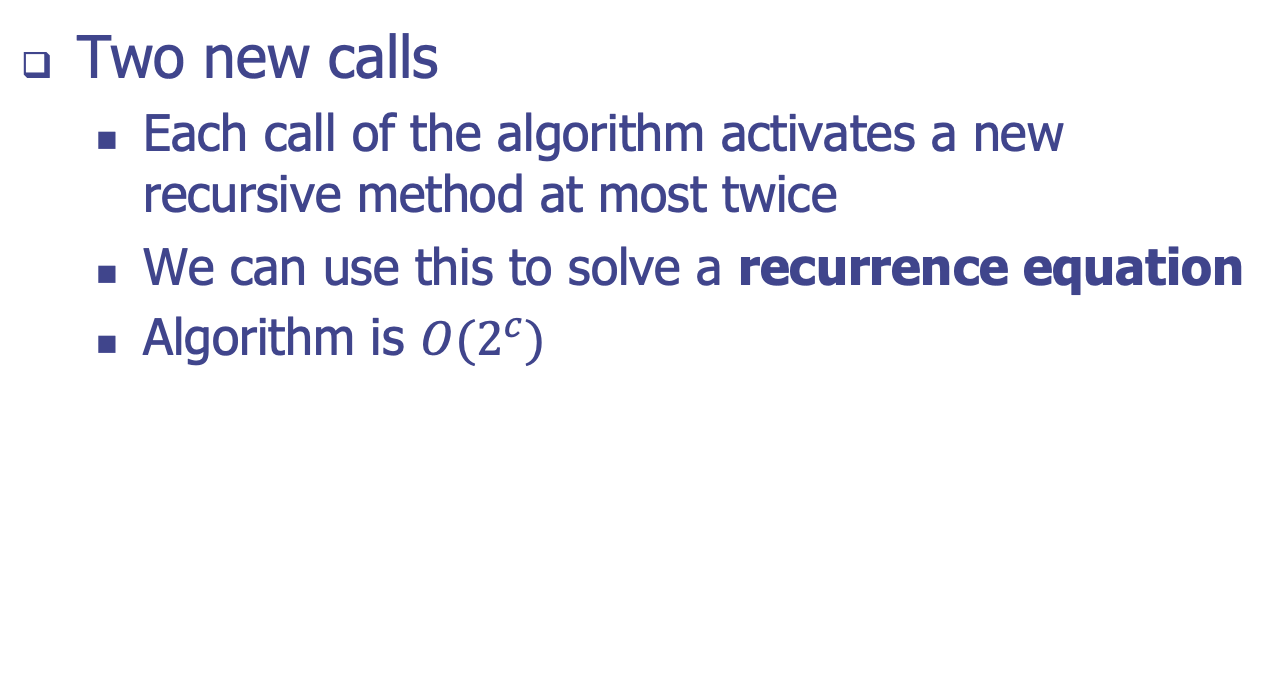 ❑ Two new calls
■ Each call of the algorithm activates a new
recursive method at most twice
■ We can use this to solve a recurrence equation
■ Algorithm is 𝑂(2ᶜ)